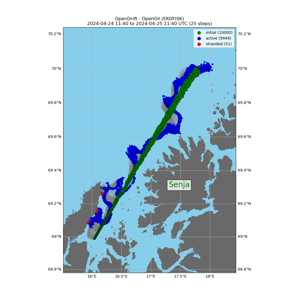 OpenDrift - OpenOil (EKOFISK)
2024-04-24 11:40 to 2024-04-25 11:40 UTC (25 steps)
initial (10000)
active (9949)
stranded (51)
70.2°N
70.2°N
70°N
70°N
69.8°N
69.8°N
69.6°N
69.6°N
69.4°N
69.4°N
Senja
69.2°N
69.2°N
69°N
69°N
68.8°N
68.8°N
16°E
16.5°E
17°E
17.5°E
18°E